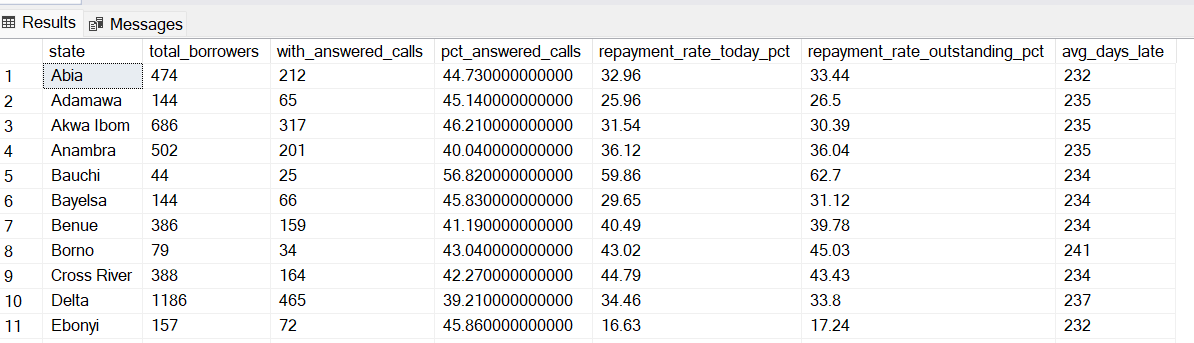 Results Messages
state total_borrowers with_answered_calls pct_answered_calls repayment_rate_today_pct repayment_rate_outstanding_pct avg_days_late
1 Abia 474 212 44.730000000000 32.96 33.44 232
2 Adamawa 144 65 45.140000000000 25.96 26.5 235
3 Akwa Ibom 686 317 46.210000000000 31.54 30.39 235
4 Anambra 502 201 40.040000000000 36.12 36.04 235
5 Bauchi 44 25 56.820000000000 59.86 62.7 234
6 Bayelsa 144 66 45.830000000000 29.65 31.12 234
7 Benue 386 159 41.190000000000 40.49 39.78 234
8 Borno 79 34 43.040000000000 43.02 45.03 241
9 Cross River 388 164 42.270000000000 44.79 43.43 234
10 Delta 1186 465 39.210000000000 34.46 33.8 237
11 Ebonyi 157 72 45.860000000000 16.63 17.24 232